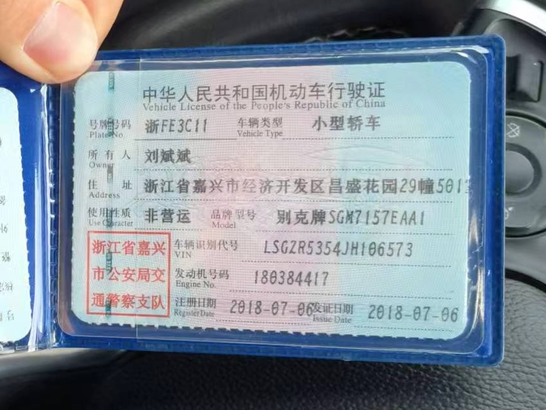 中华人民共和国机动车行驶证
Vehicle License of the People's Republic of China
号牌号码 浙FE3C11 车辆类型 小型轿车
Plate No. Vehicle Type
所有人 刘斌斌
Owner
住址 浙江省嘉兴市经济开发区昌盛花园29幢501
Address
使用性质 非营运 品牌型号 别克牌SGM7157EAA1
Use Character Model
浙江省嘉兴
市公安局交
通警察支队
车辆识别代号 LSGZR5354JH106573
VIN
发动机号码 180384417
Engine No.
注册日期 2018-07-06 发证日期 2018-07-06
Register Date Issue Date